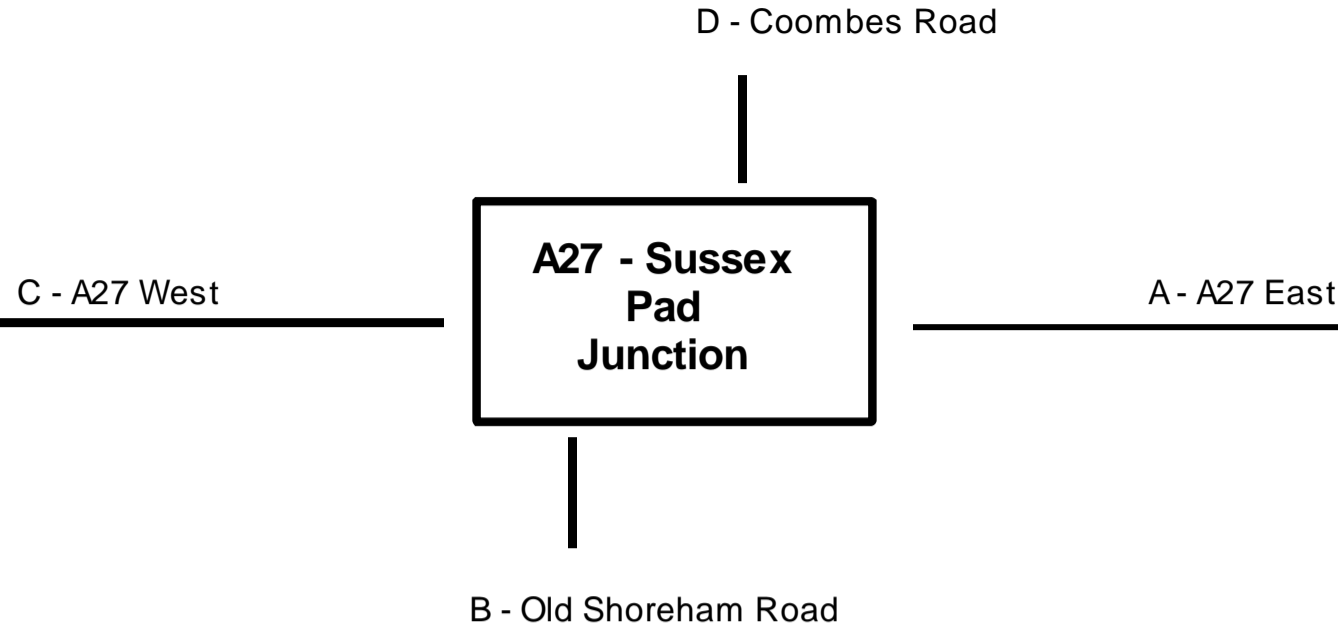 D - Coombes Road
A27 - Sussex
Pad
Junction
C - A27 West
A - A27 East
B - Old Shoreham Road